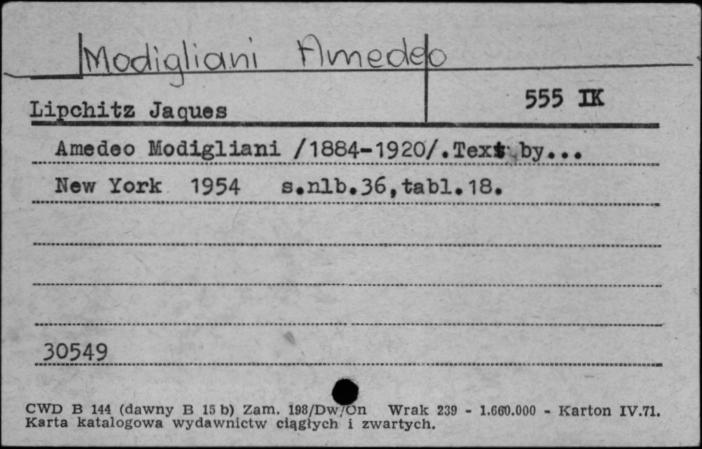 Modigliani Amedeo
Lipchitz Jaques 555 IK
Amedeo Modigliani /1884-1920/.Text by...
New York 1954 s.nlb.36,tabl.18.
30549
CWD B 144 (dawny B 15 b) Zam. 198/Dw/On Wrak 239 - 1.660.000 - Karton IV.71.
Karta katalogowa wydawnictw ciągłych i zwartych.